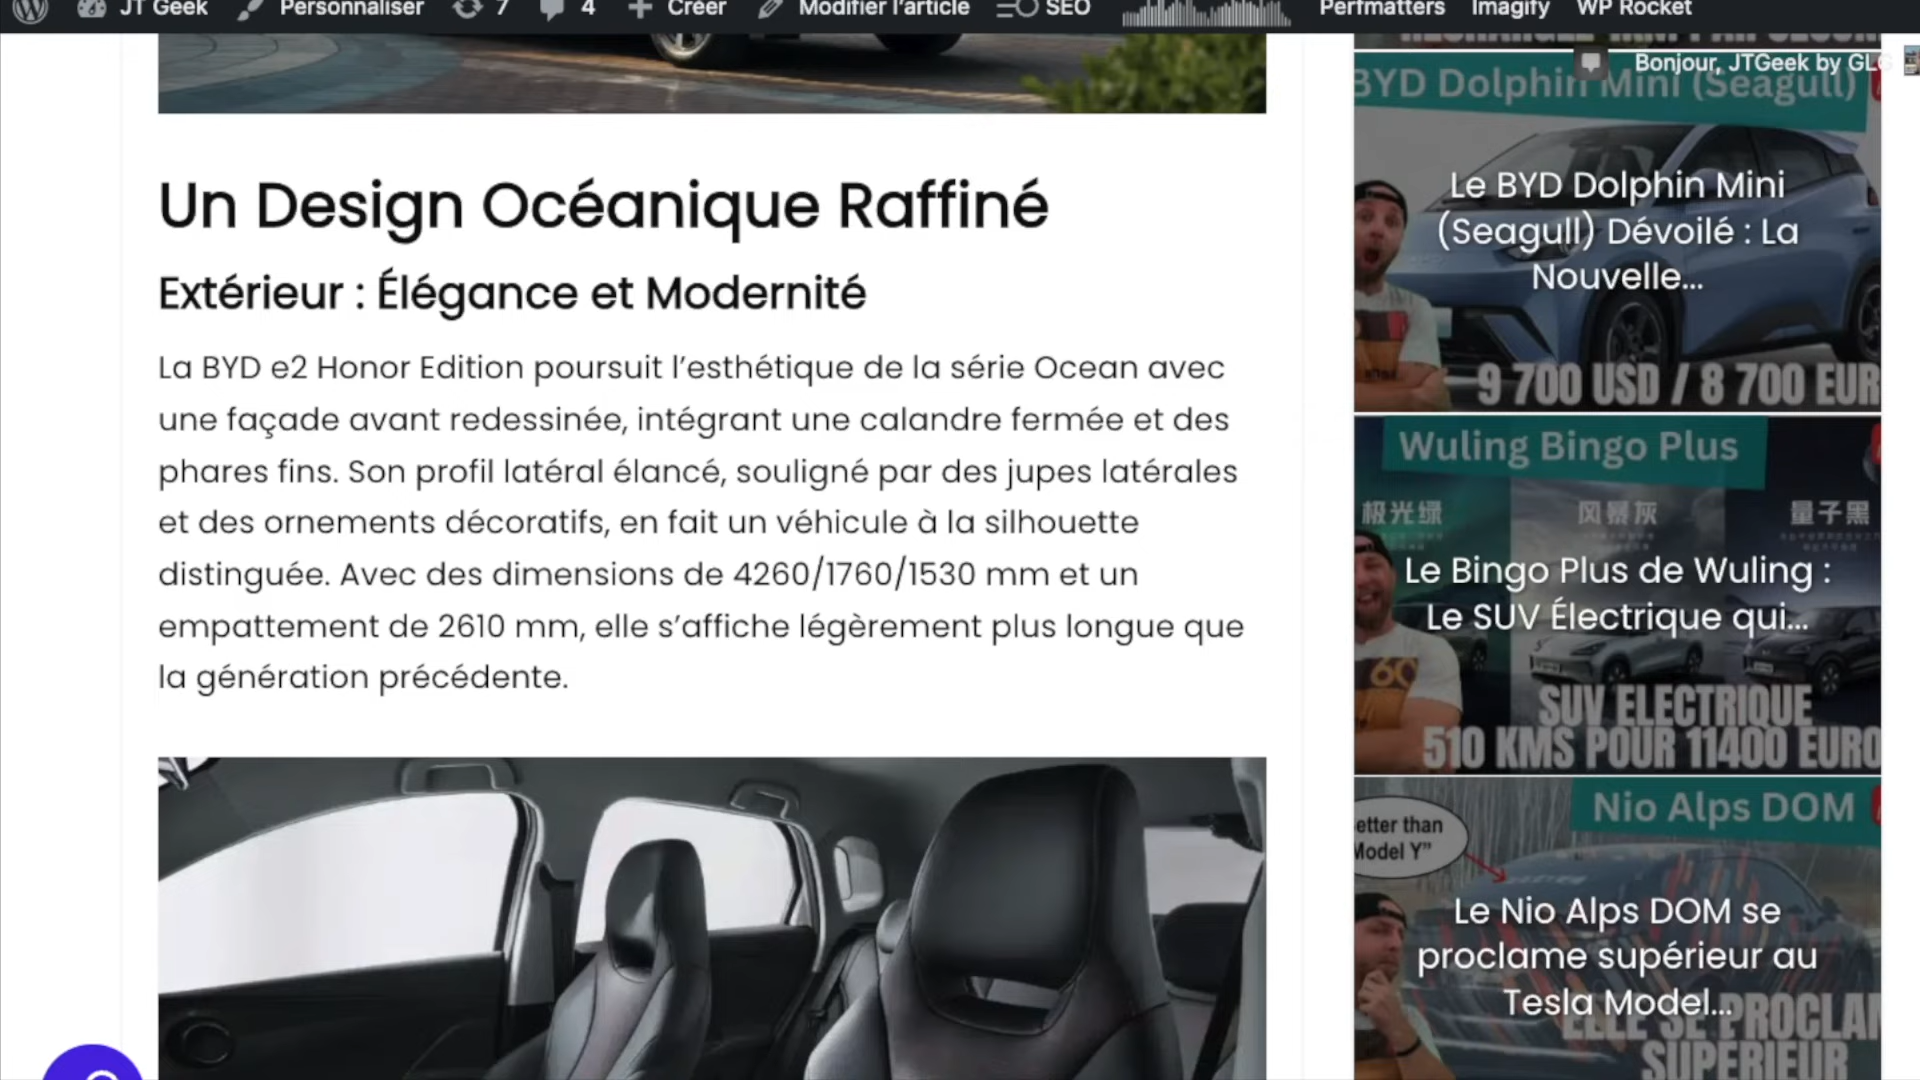 JT Geek
Personnaliser
7
4
Créer
Modifier l'article
SEO
Perfmatters
Imagify
WP Rocket
Bonjour, JTGeek by GLG
Un Design Océanique Raffiné
Extérieur : Élégance et Modernité
La BYD e2 Honor Edition poursuit l’esthétique de la série Ocean avec
une façade avant redessinée, intégrant une calandre fermée et des
phares fins. Son profil latéral élancé, souligné par des jupes latérales
et des ornements décoratifs, en fait un véhicule à la silhouette
distinguée. Avec des dimensions de 4260/1760/1530 mm et un
empattement de 2610 mm, elle s’affiche légèrement plus longue que
la génération précédente.
BYD Dolphin Mini (Seagull)
Le BYD Dolphin Mini
(Seagull) Dévoilé : La
Nouvelle...
9 700 USD / 8 700 EUR
Wuling Bingo Plus
极光绿
风暴灰
量子黑
Le Bingo Plus de Wuling :
Le SUV Électrique qui...
SUV ELECTRIQUE
510 KMS POUR 11400 EURO
Nio Alps DOM
etter than
Model Y”
Le Nio Alps DOM se
proclame supérieur au
Tesla Model...
ELLE SE PROCLAM
SUPERIEUR